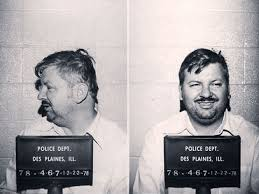 POLICE DEPT.
DES PLAINES, ILL.
78-467 12-22-78
POLICE DEPT.
DES PLAINES, ILL.
78-467 12-22-78